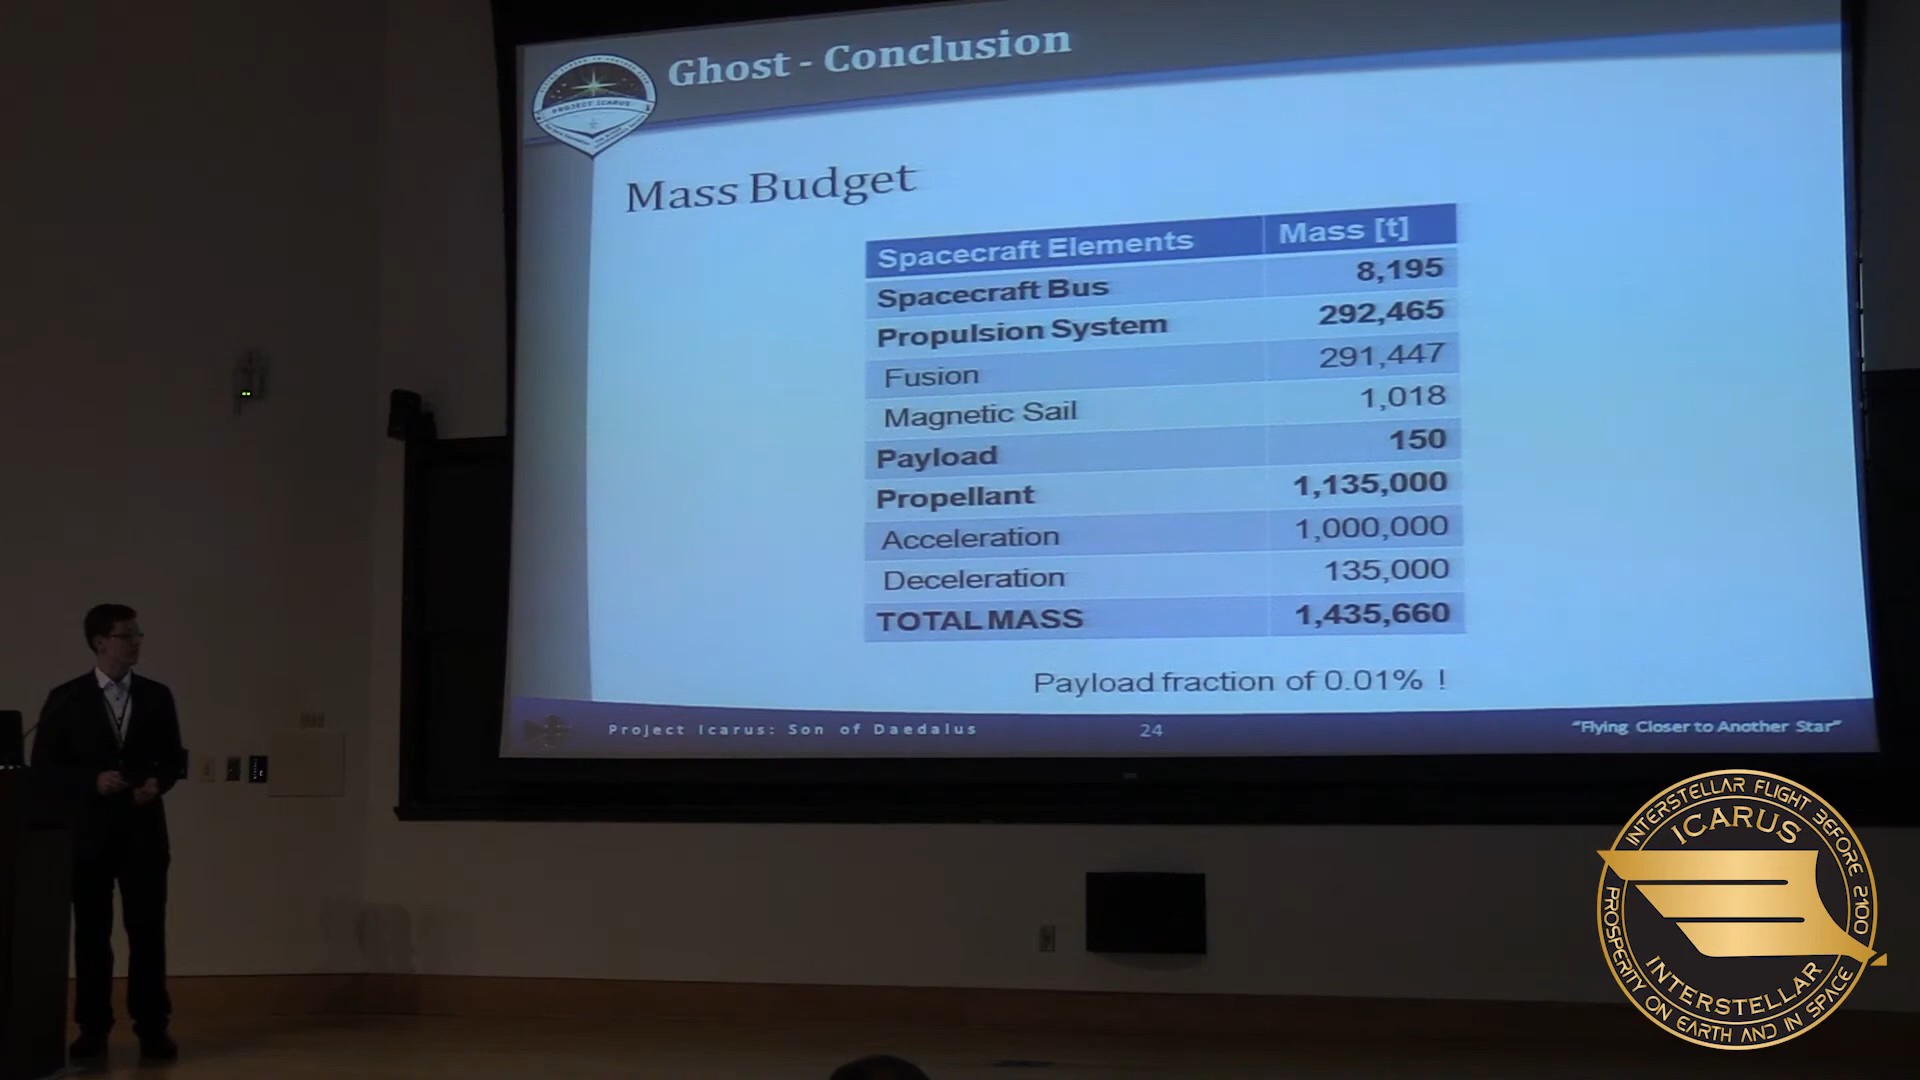 Ghost - Conclusion
PROJECT ICARUS
Mass Budget
Spacecraft Elements Mass [t]
Spacecraft Bus 8,195
Propulsion System 292,465
Fusion 291,447
Magnetic Sail 1,018
Payload 150
Propellant 1,135,000
Acceleration 1,000,000
Deceleration 135,000
TOTAL MASS 1,435,660
Payload fraction of 0.01% !
Project Icarus: Son of Daedalus 24 “Flying Closer to Another Star”
INTERSTELLAR FLIGHT BEFORE 2100
ICARUS
INTERSTELLAR
PROSPERITY ON EARTH AND IN SPACE